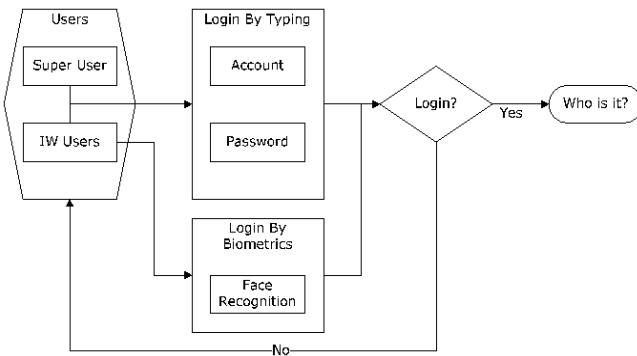 Users
Super User
IW Users
Login By Typing
Account
Password
Login By
Biometrics
Face
Recognition
Login?
Yes
Who is it?
No